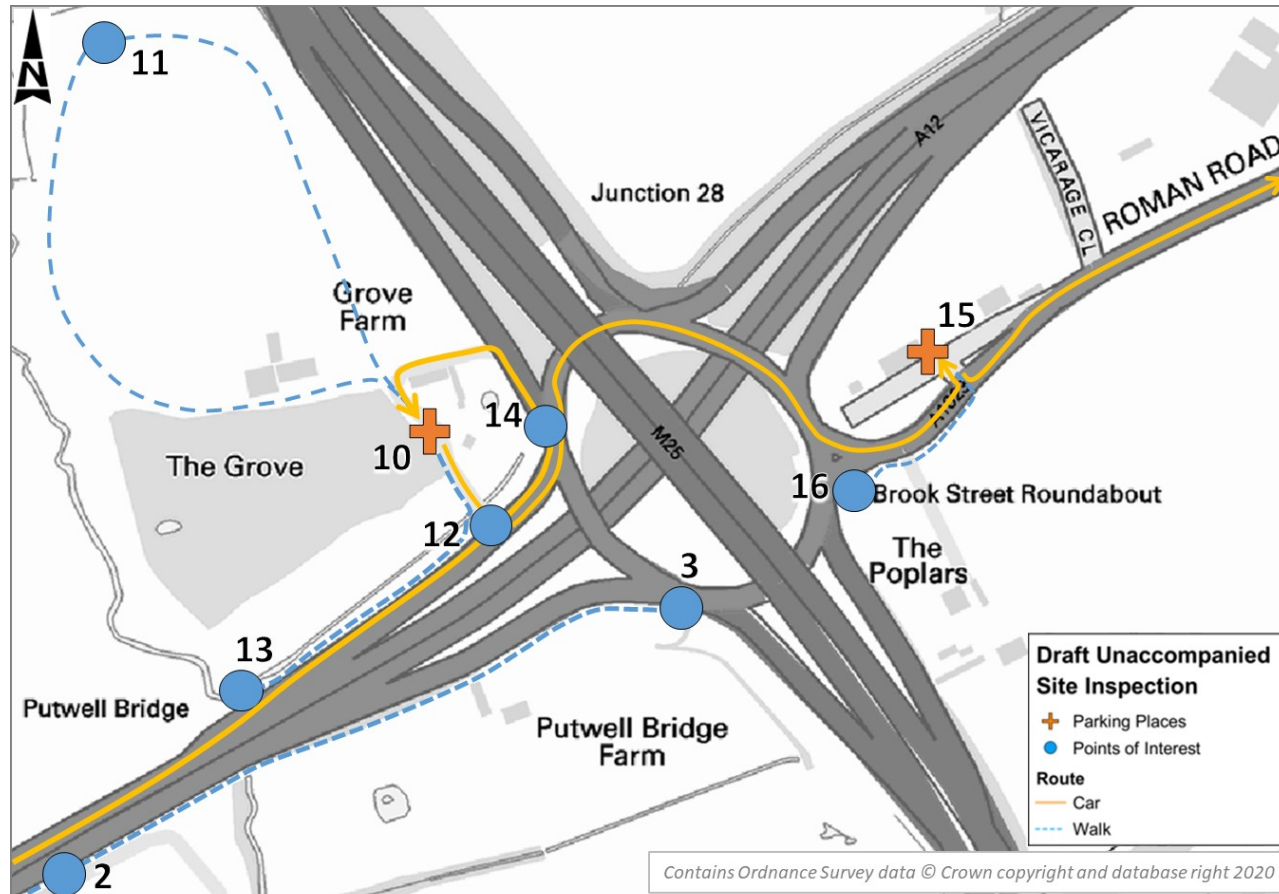 N
11
Junction 28
A12
VICARAGE CL
ROMAN ROAD
Grove
Farm
15
14
10
M25
The Grove
16
Brook Street Roundabout
12
3
The
Poplars
13
Putwell Bridge
Putwell Bridge
Farm
2
Draft Unaccompanied
Site Inspection
Parking Places
Points of Interest
Route
Car
Walk
Contains Ordnance Survey data © Crown copyright and database right 2020